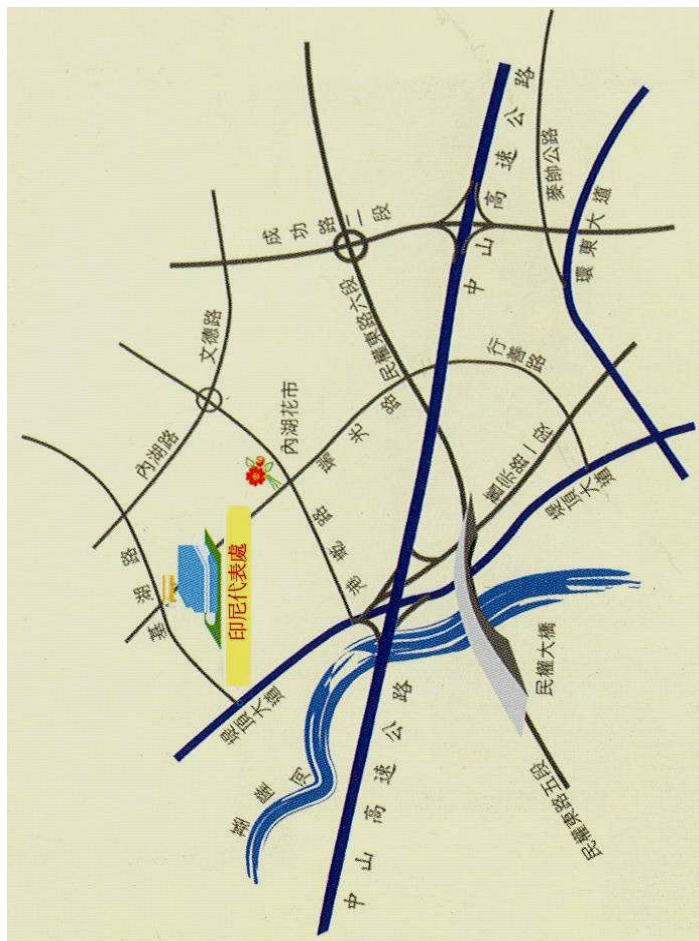 中山高速公路
麥帥公路
環東大道
成功路二段
民權東路六段
行善路
文德路
內湖路
內湖花市
瑞光路
港墘路
舊宗路一段
堤頂大道
基湖路
印尼代表處
堤頂大道
基隆河
民權大橋
民權東路五段
中山高速公路